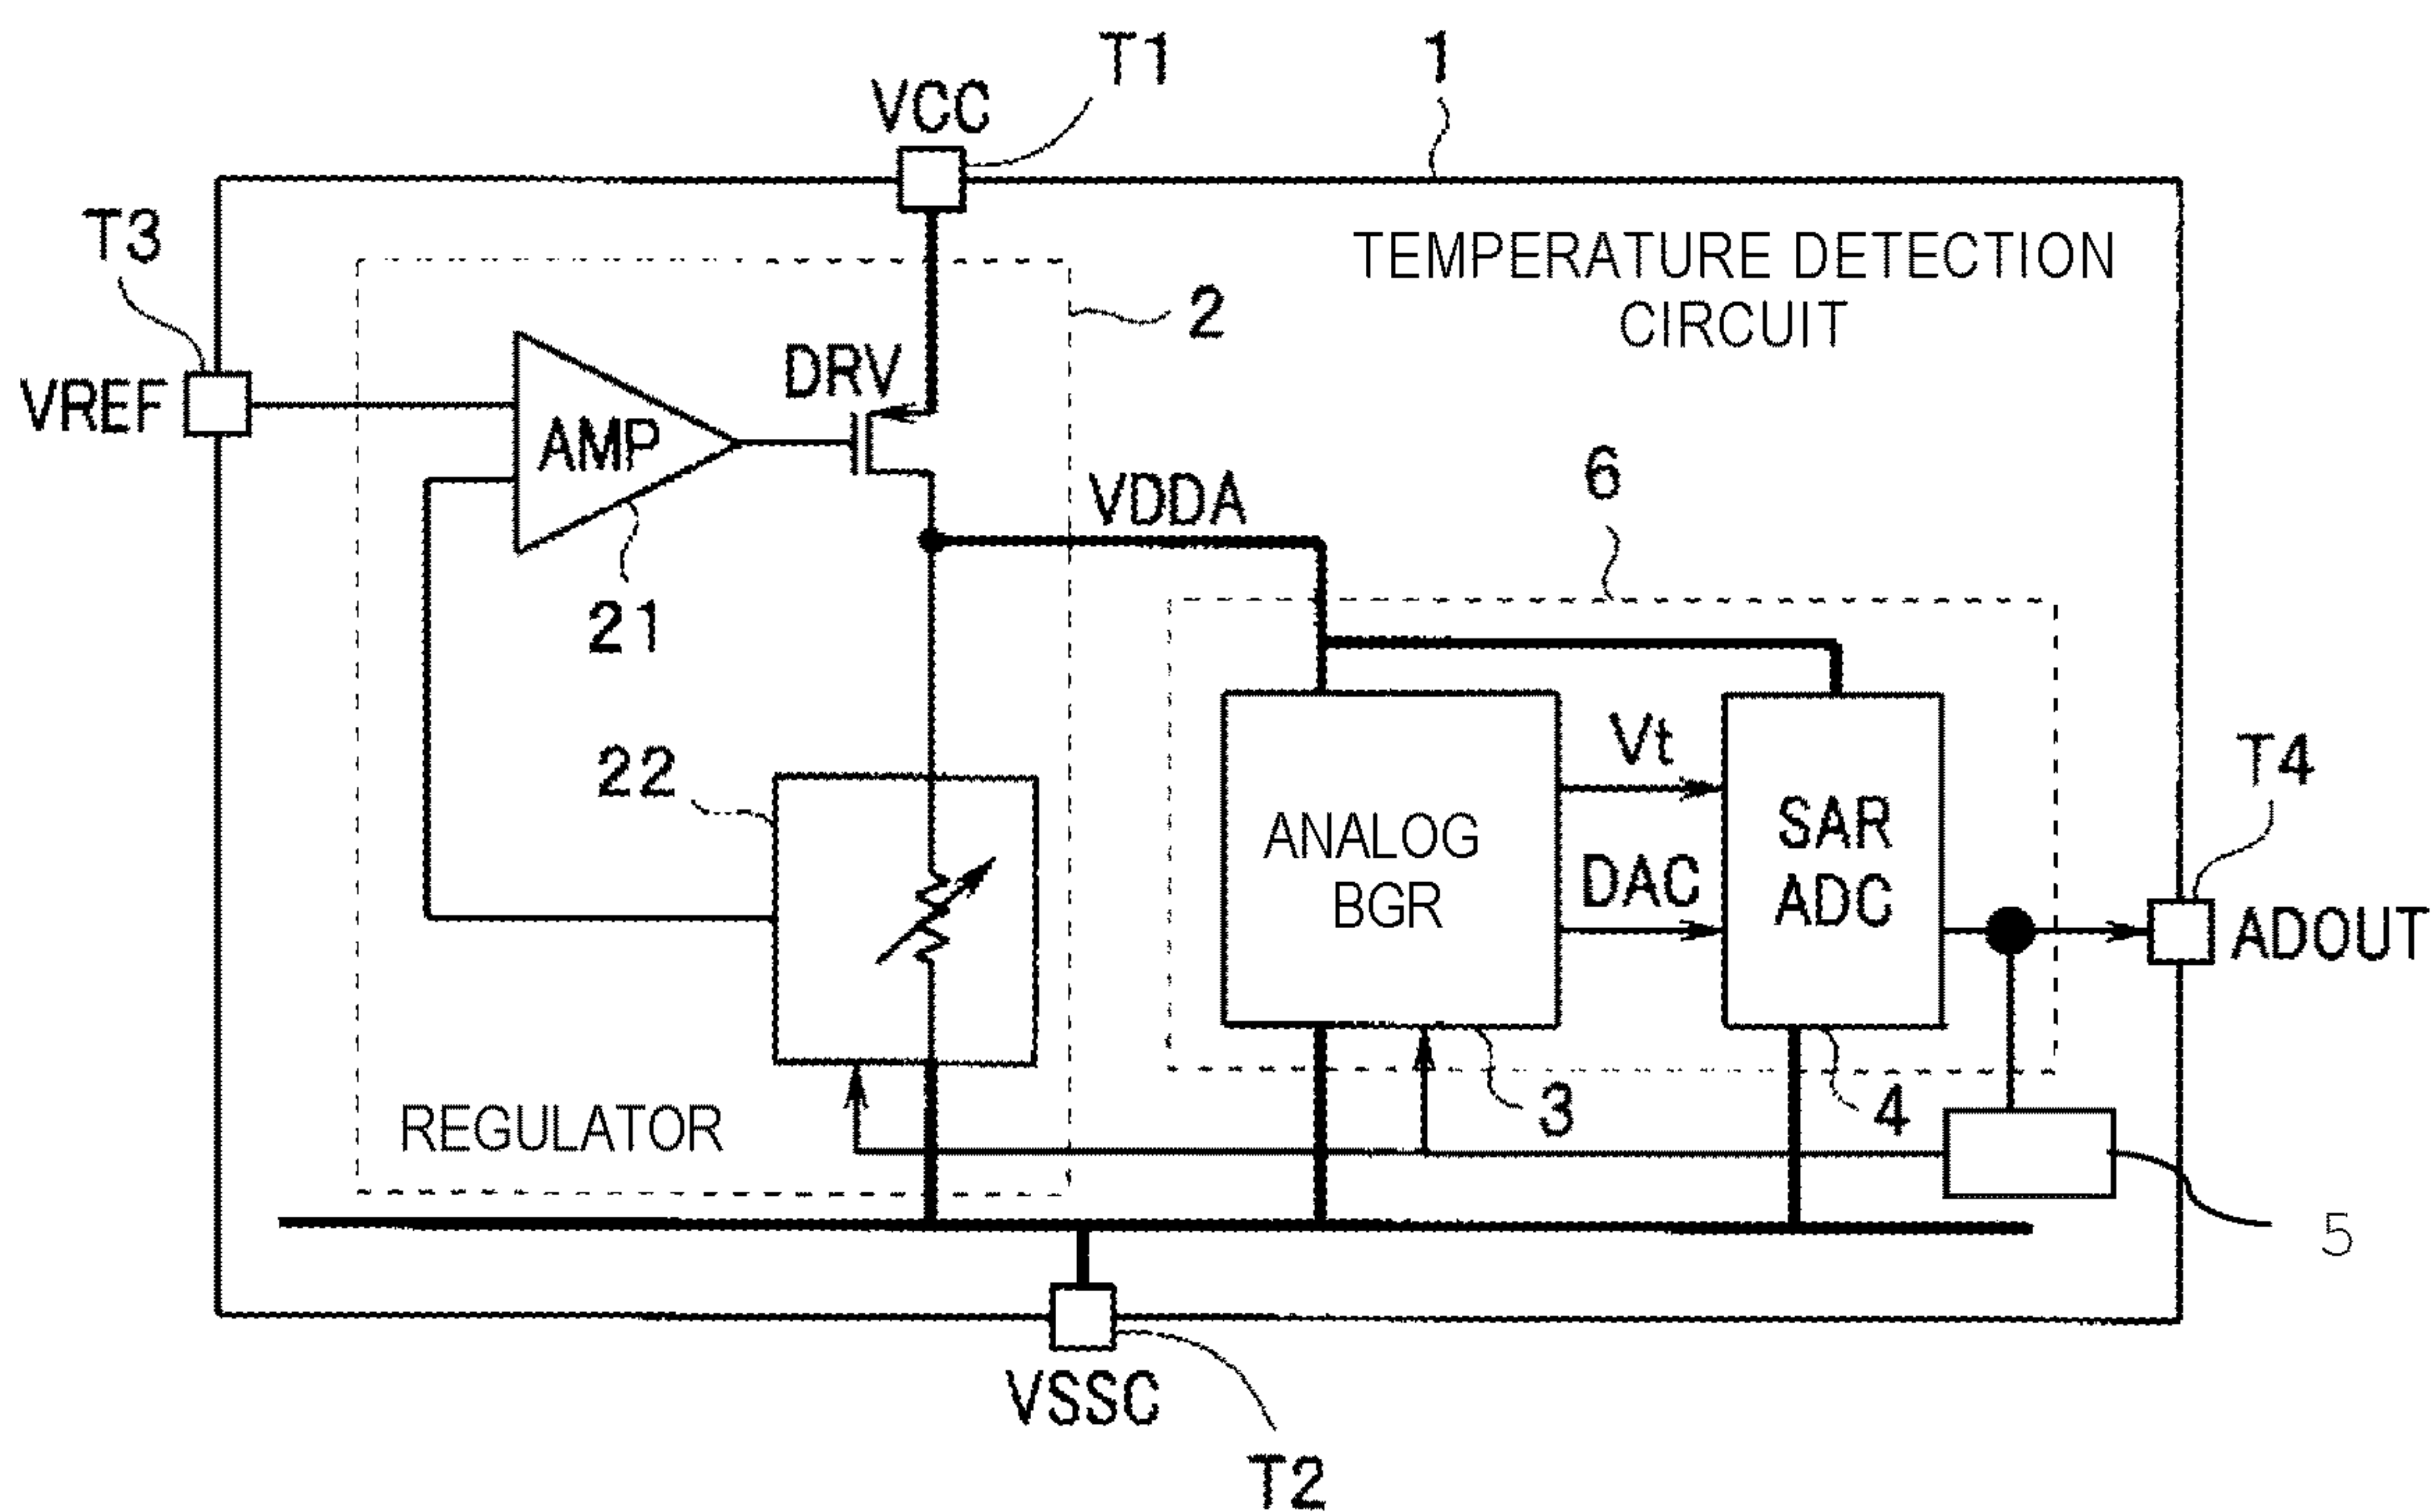 T1
1
VCC
T3
TEMPERATURE DETECTION
CIRCUIT
2
DRV
VREF
AMP
6
VDDA
21
Vt
T4
22
SAR
ANALOG
DAC
BGR
ADC
ADOUT
3
4
REGULATOR
5
VSSC
T2